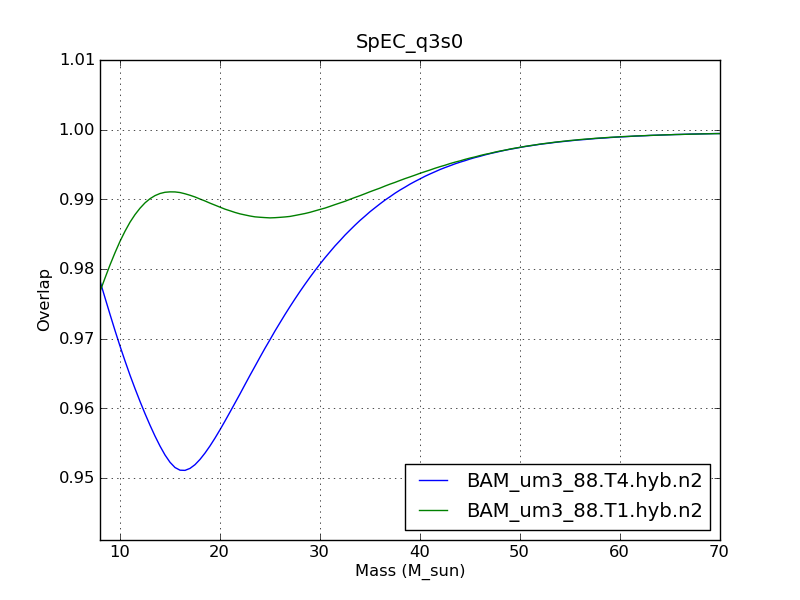 SpEC_q3s0
1.01
1.00
0.99
0.98
0.97
0.96
0.95
Overlap
BAM_um3_88.T4.hyb.n2
BAM_um3_88.T1.hyb.n2
10 20 30 40 50 60 70
Mass (M_sun)